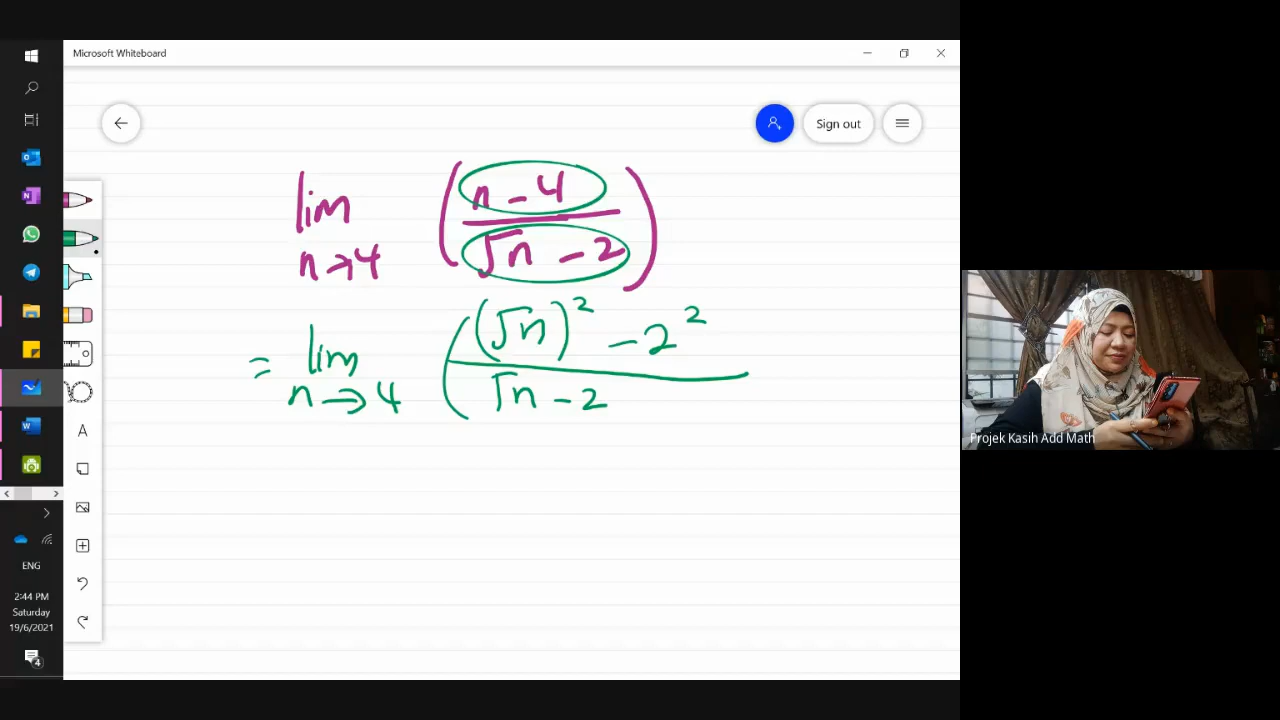 Microsoft Whiteboard
Sign out
lim n→4 ( n - 4 / √n - 2 )
= lim n→4 ( (√n)² - 2² / √n - 2
Projek Kasih Add Math
A
ENG
2:44 PM
Saturday
19/6/2021
4